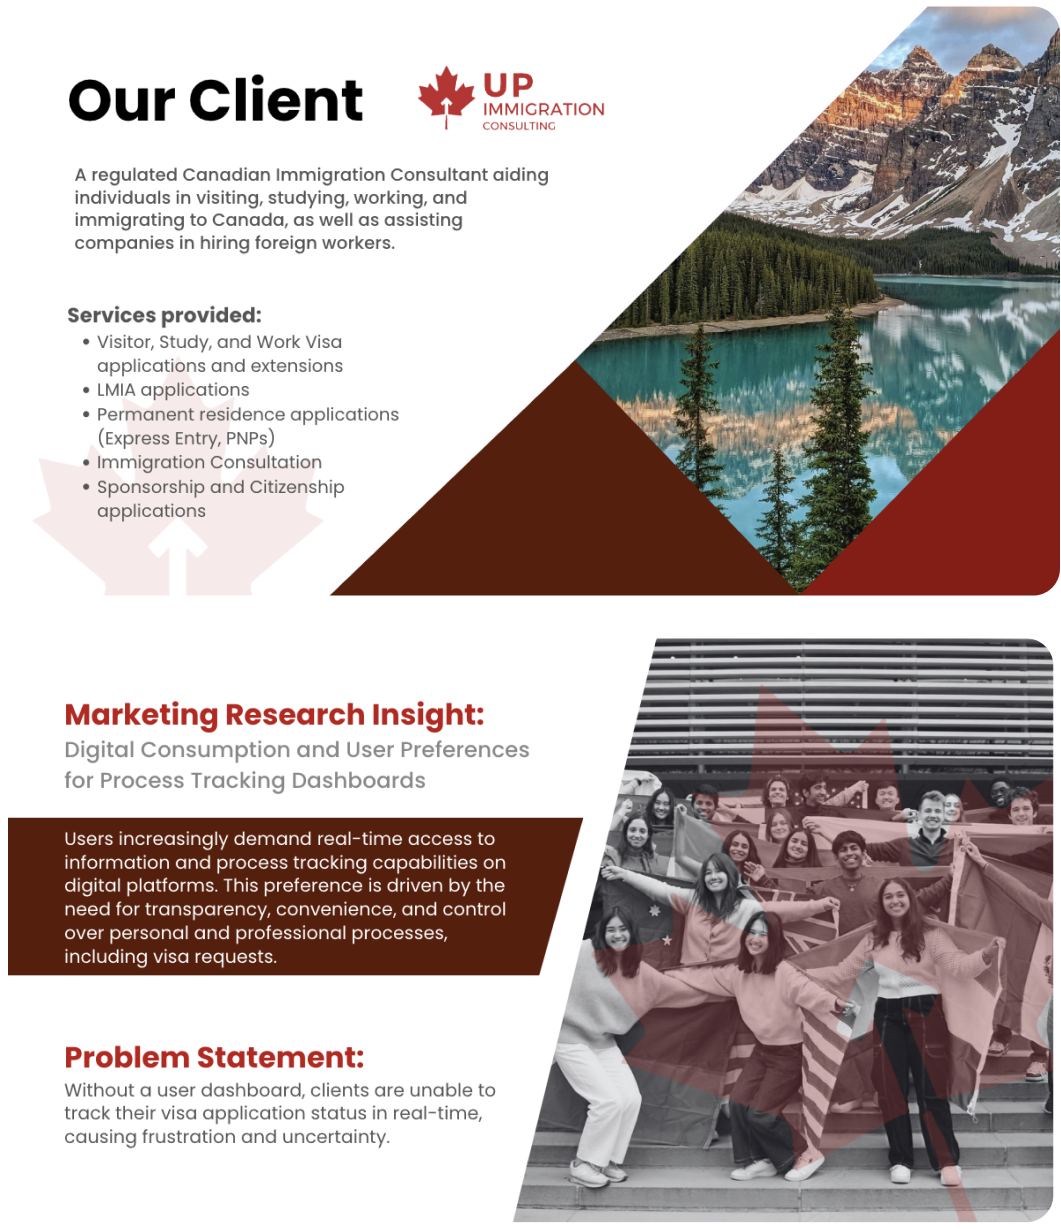 Our Client
UP
IMMIGRATION
CONSULTING
A regulated Canadian Immigration Consultant aiding
individuals in visiting, studying, working, and
immigrating to Canada, as well as assisting
companies in hiring foreign workers.
Services provided:
• Visitor, Study, and Work Visa
applications and extensions
• LMIA applications
• Permanent residence applications
(Express Entry, PNPs)
• Immigration Consultation
• Sponsorship and Citizenship
applications
Marketing Research Insight:
Digital Consumption and User Preferences
for Process Tracking Dashboards
Users increasingly demand real-time access to
information and process tracking capabilities on
digital platforms. This preference is driven by the
need for transparency, convenience, and control
over personal and professional processes,
including visa requests.
Problem Statement:
Without a user dashboard, clients are unable to
track their visa application status in real-time,
causing frustration and uncertainty.